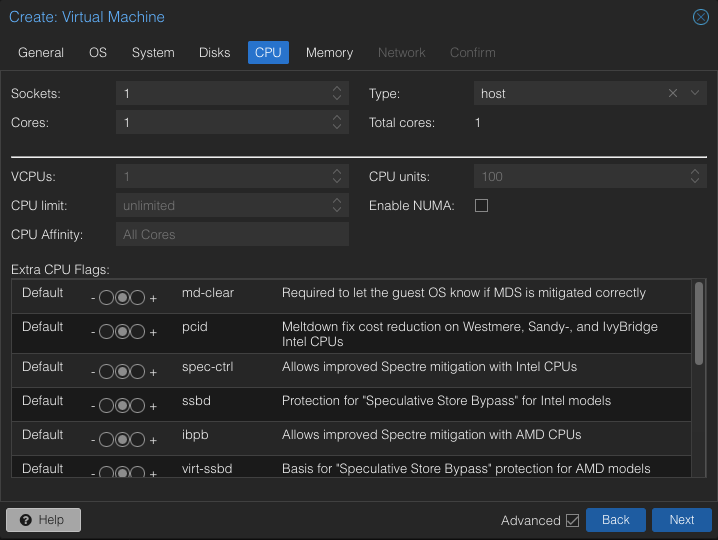 Create: Virtual Machine
General OS System Disks CPU Memory Network Confirm
Sockets: 1 Type: host
Cores: 1 Total cores: 1
VCPUs: 1 CPU units: 100
CPU limit: unlimited Enable NUMA:
CPU Affinity: All Cores
Extra CPU Flags:
Default - + md-clear Required to let the guest OS know if MDS is mitigated correctly
Default - + pcid Meltdown fix cost reduction on Westmere, Sandy-, and IvyBridge
Intel CPUs
Default - + spec-ctrl Allows improved Spectre mitigation with Intel CPUs
Default - + ssbd Protection for "Speculative Store Bypass" for Intel models
Default - + ibpb Allows improved Spectre mitigation with AMD CPUs
Default - + virt-ssbd Basis for "Speculative Store Bypass" protection for AMD models
? Help Advanced Back Next